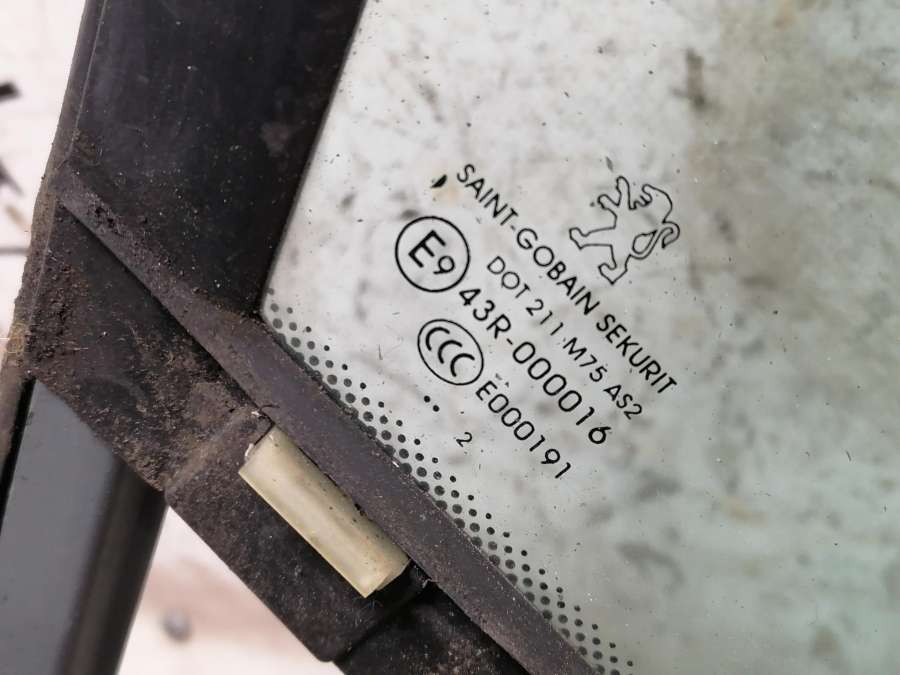 SAINT-GOBAIN SEKURIT
DOT 211 M75 AS2
E9 43R-000016
CCC E000191
2